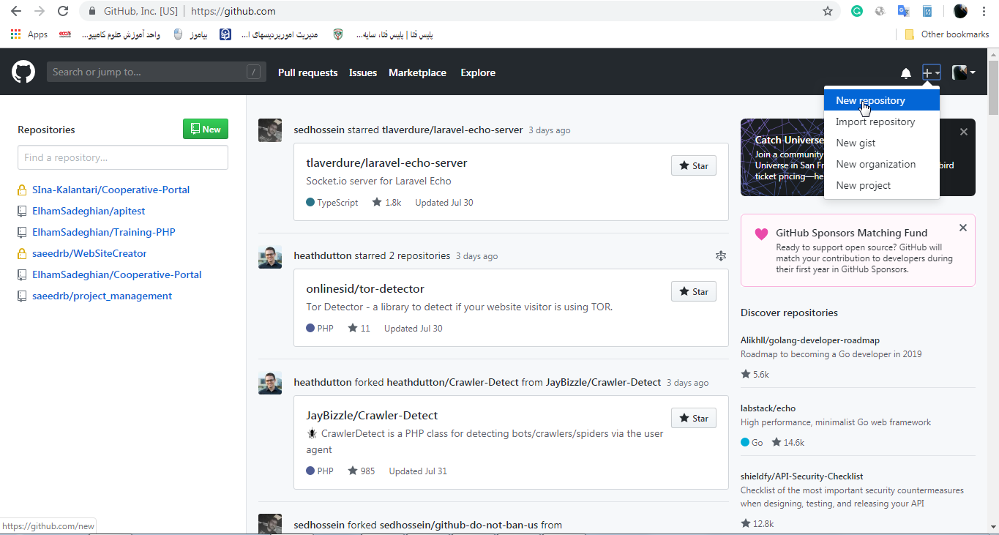 GitHub, Inc. [US] | https://github.com
Apps
واحد آموزش علوم کامپیو...
بیاموز
مدیریت امورپردیسهای ا...
پلیس فتا | پلیس فتا، سایه...
Other bookmarks
Search or jump to...
/
Pull requests
Issues
Marketplace
Explore
New repository
Import repository
New gist
New organization
New project
Repositories
New
Find a repository...
SIna-Kalantari/Cooperative-Portal
ElhamSadeghian/apitest
ElhamSadeghian/Training-PHP
saeedrb/WebSiteCreator
ElhamSadeghian/Cooperative-Portal
saeedrb/project_management
sedhossein starred tlaverdure/laravel-echo-server 3 days ago
tlaverdure/laravel-echo-server
Star
Socket.io server for Laravel Echo
TypeScript 1.8k Updated Jul 30
heathdutton starred 2 repositories 3 days ago
onlinesid/tor-detector
Star
Tor Detector - a library to detect if your website visitor is using TOR.
PHP 11 Updated Jul 30
heathdutton forked heathdutton/Crawler-Detect from JayBizzle/Crawler-Detect 3 days ago
JayBizzle/Crawler-Detect
Star
CrawlerDetect is a PHP class for detecting bots/crawlers/spiders via the user
agent
PHP 985 Updated Jul 31
sedhossein forked sedhossein/github-do-not-ban-us from
Catch Universe
Join a community
Universe in San Fr bird
ticket pricing—he
GitHub Sponsors Matching Fund
Ready to support open source? GitHub will
match your contribution to developers during
their first year in GitHub Sponsors.
Discover repositories
Alikhll/golang-developer-roadmap
Roadmap to becoming a Go developer in 2019
5.6k
labstack/echo
High performance, minimalist Go web framework
Go 14.6k
shieldfy/API-Security-Checklist
Checklist of the most important security countermeasures
when designing, testing, and releasing your API
12.8k
https://github.com/new